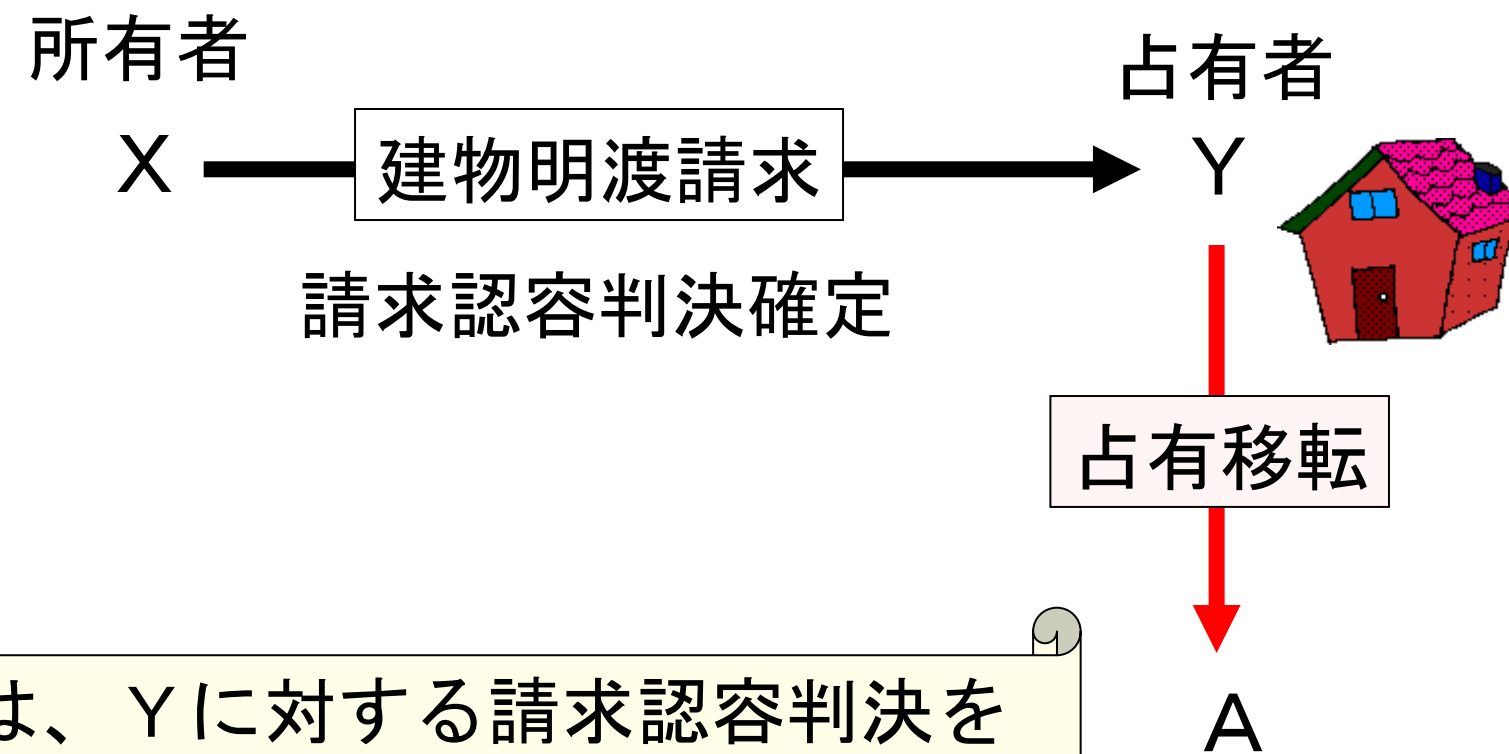 所有者
占有者
X
建物明渡請求
Y
請求認容判決確定
占有移転
は、Yに対する請求認容判決を
A